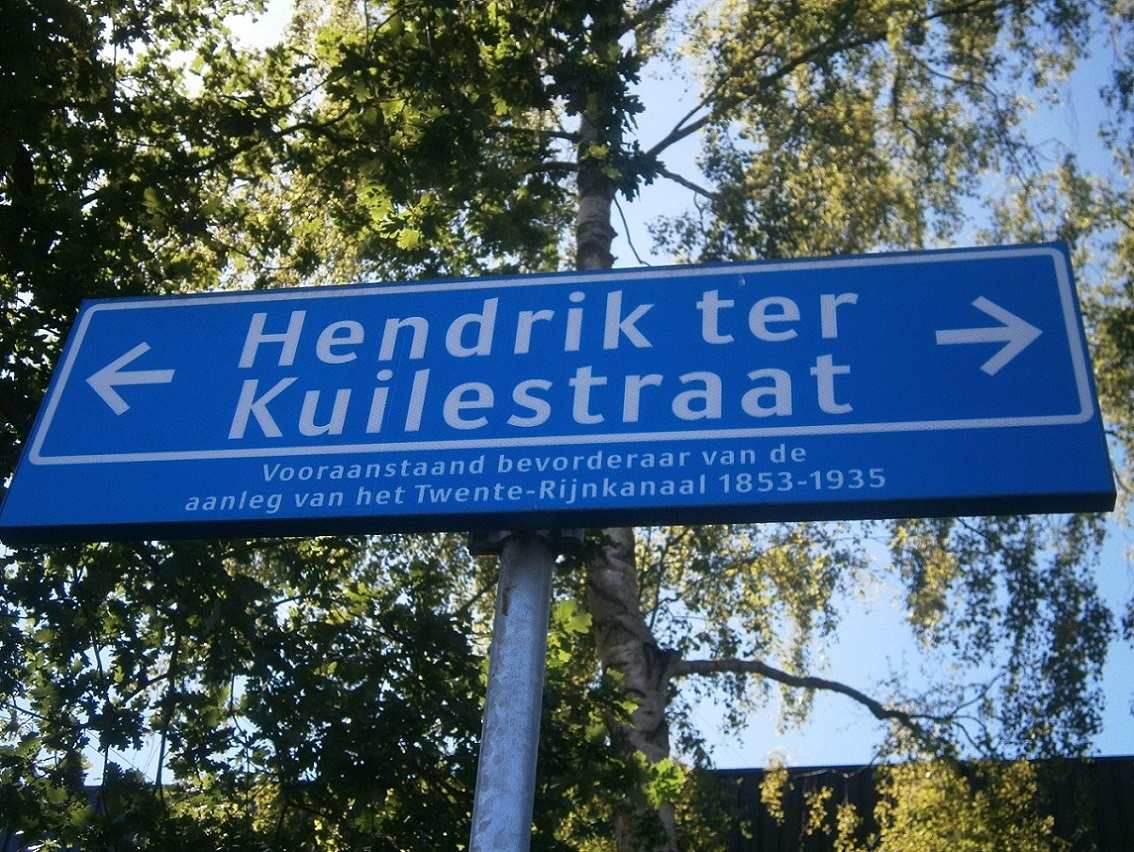 Hendrik ter
Kuilestraat
Vooraanstaand bevorderaar van de
aanleg van het Twente-Rijnkanaal 1853-1935